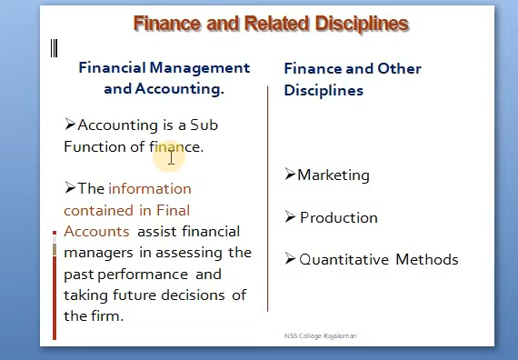 Finance and Related Disciplines
Financial Management
and Accounting.
➤Accounting is a Sub
Function of finance.
➤The information
contained in Final
Accounts assist financial
managers in assessing the
past performance and
taking future decisions of
the firm.
Finance and Other
Disciplines
➤Marketing
➤Production
➤Quantitative Methods
NSS College Rajakumari